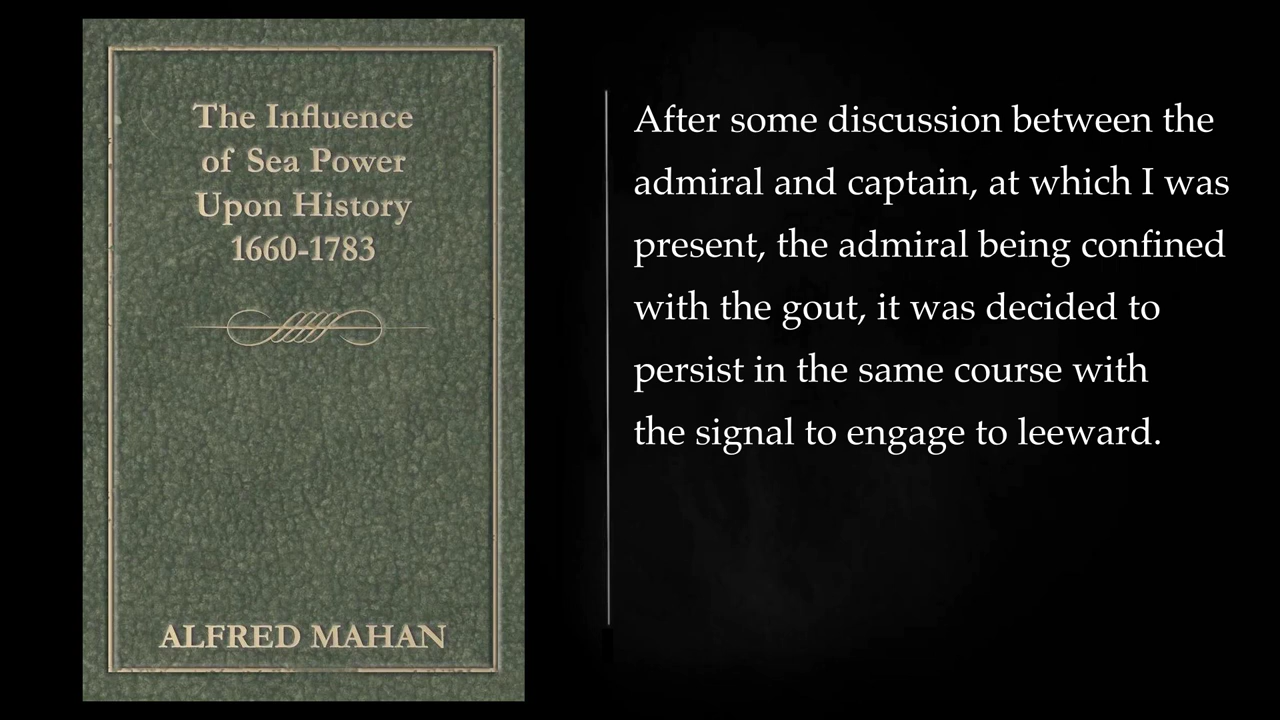 The Influence
of Sea Power
Upon History
1660-1783
ALFRED MAHAN
After some discussion between the
admiral and captain, at which I was
present, the admiral being confined
with the gout, it was decided to
persist in the same course with
the signal to engage to leeward.